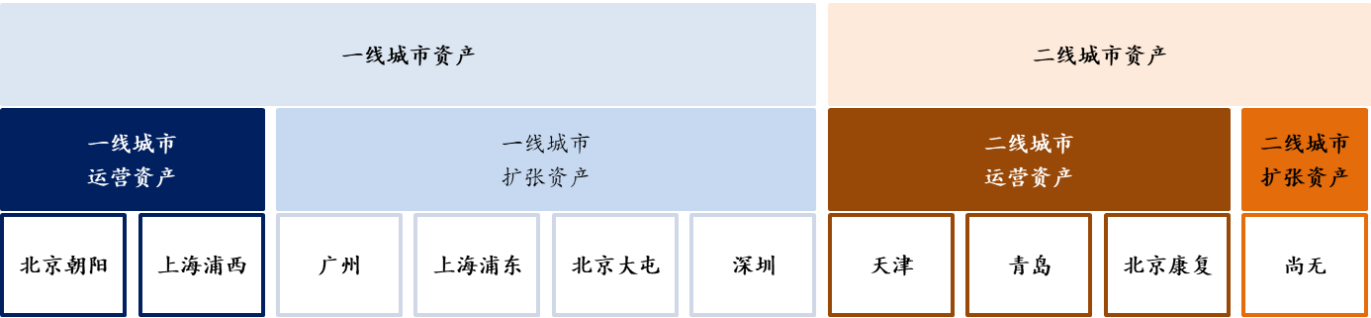 一线城市资产
二线城市资产
一线城市
运营资产
一线城市
扩张资产
二线城市
运营资产
二线城市
扩张资产
北京朝阳
上海浦西
广州
上海浦东
北京大屯
深圳
天津
青岛
北京康复
尚无